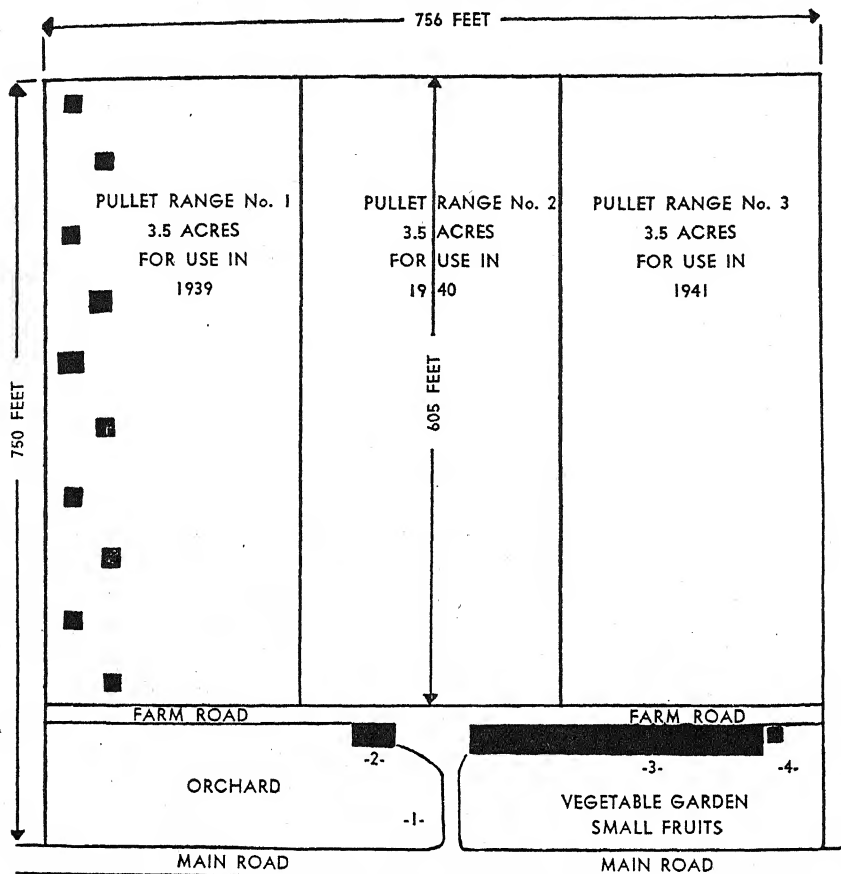 756 FEET
PULLET RANGE No. 1
3.5 ACRES
FOR USE IN
1939
PULLET RANGE No. 2
3.5 ACRES
FOR USE IN
1940
PULLET RANGE No. 3
3.5 ACRES
FOR USE IN
1941
750 FEET
605 FEET
FARM ROAD
FARM ROAD
-2-
-3-
-4-
ORCHARD
-1-
VEGETABLE GARDEN
SMALL FRUITS
MAIN ROAD
MAIN ROAD